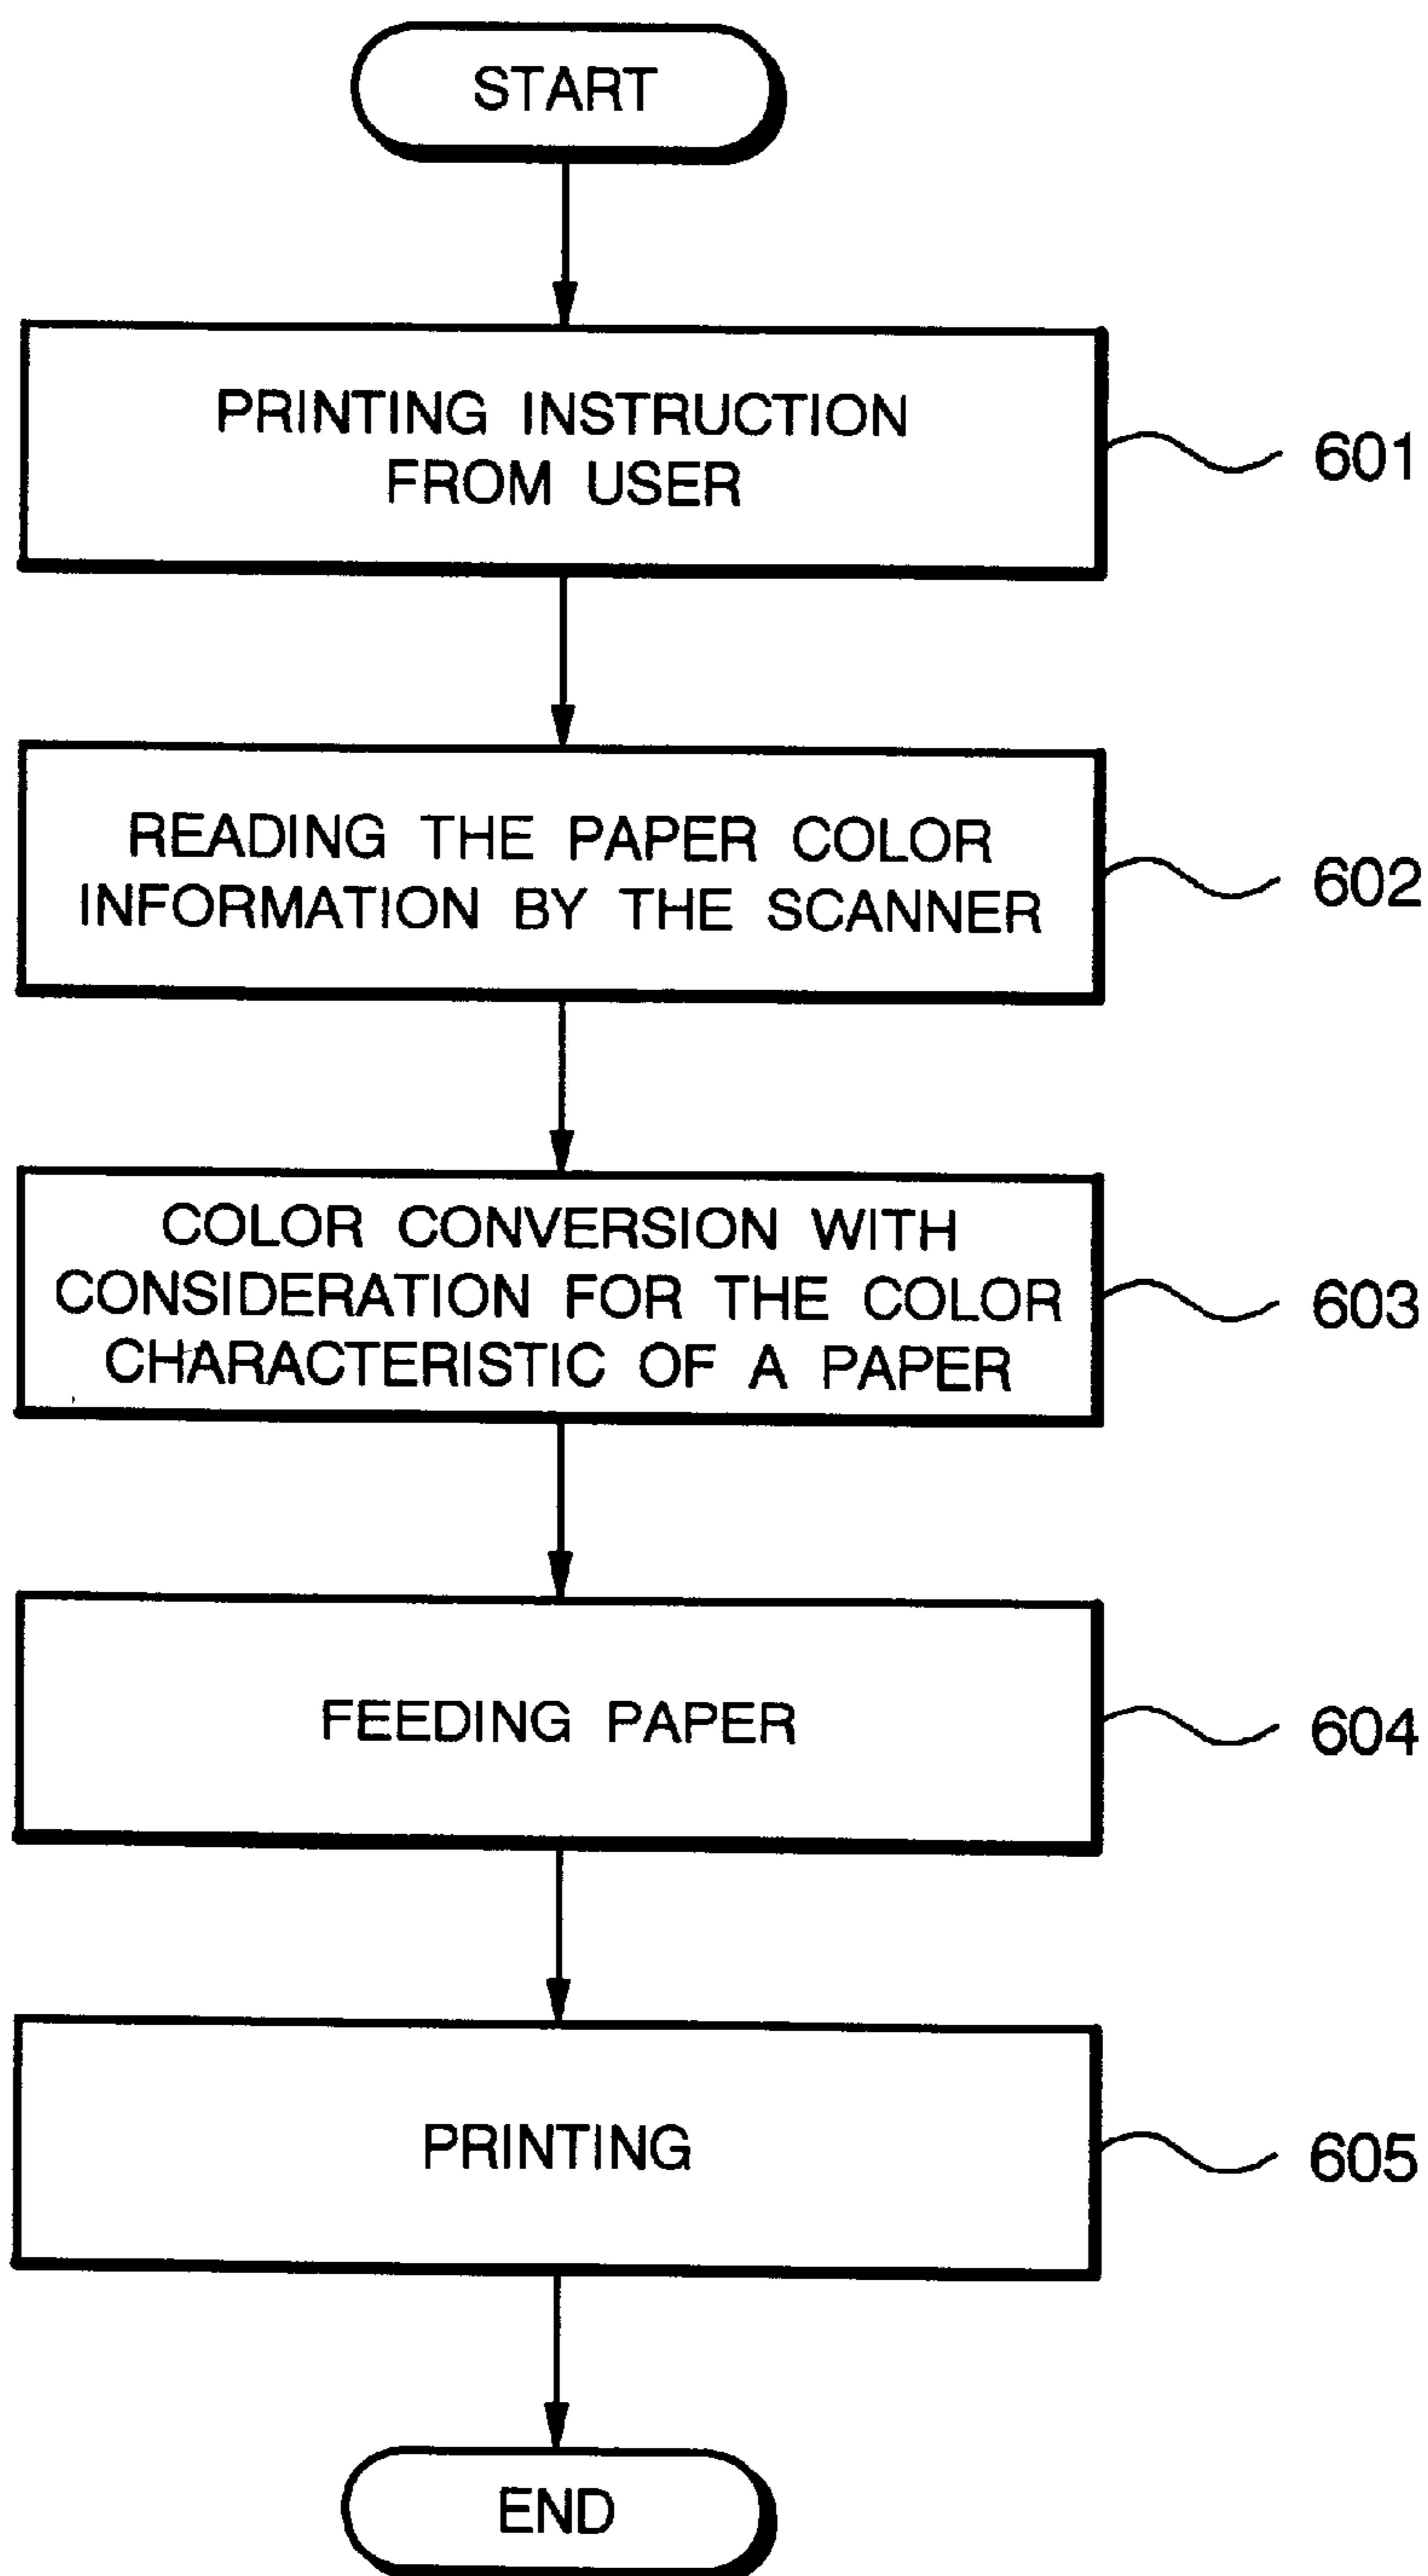 START
PRINTING INSTRUCTION
FROM USER
601
READING THE PAPER COLOR
INFORMATION BY THE SCANNER
602
COLOR CONVERSION WITH
CONSIDERATION FOR THE COLOR
CHARACTERISTIC OF A PAPER
603
FEEDING PAPER
604
PRINTING
605
END